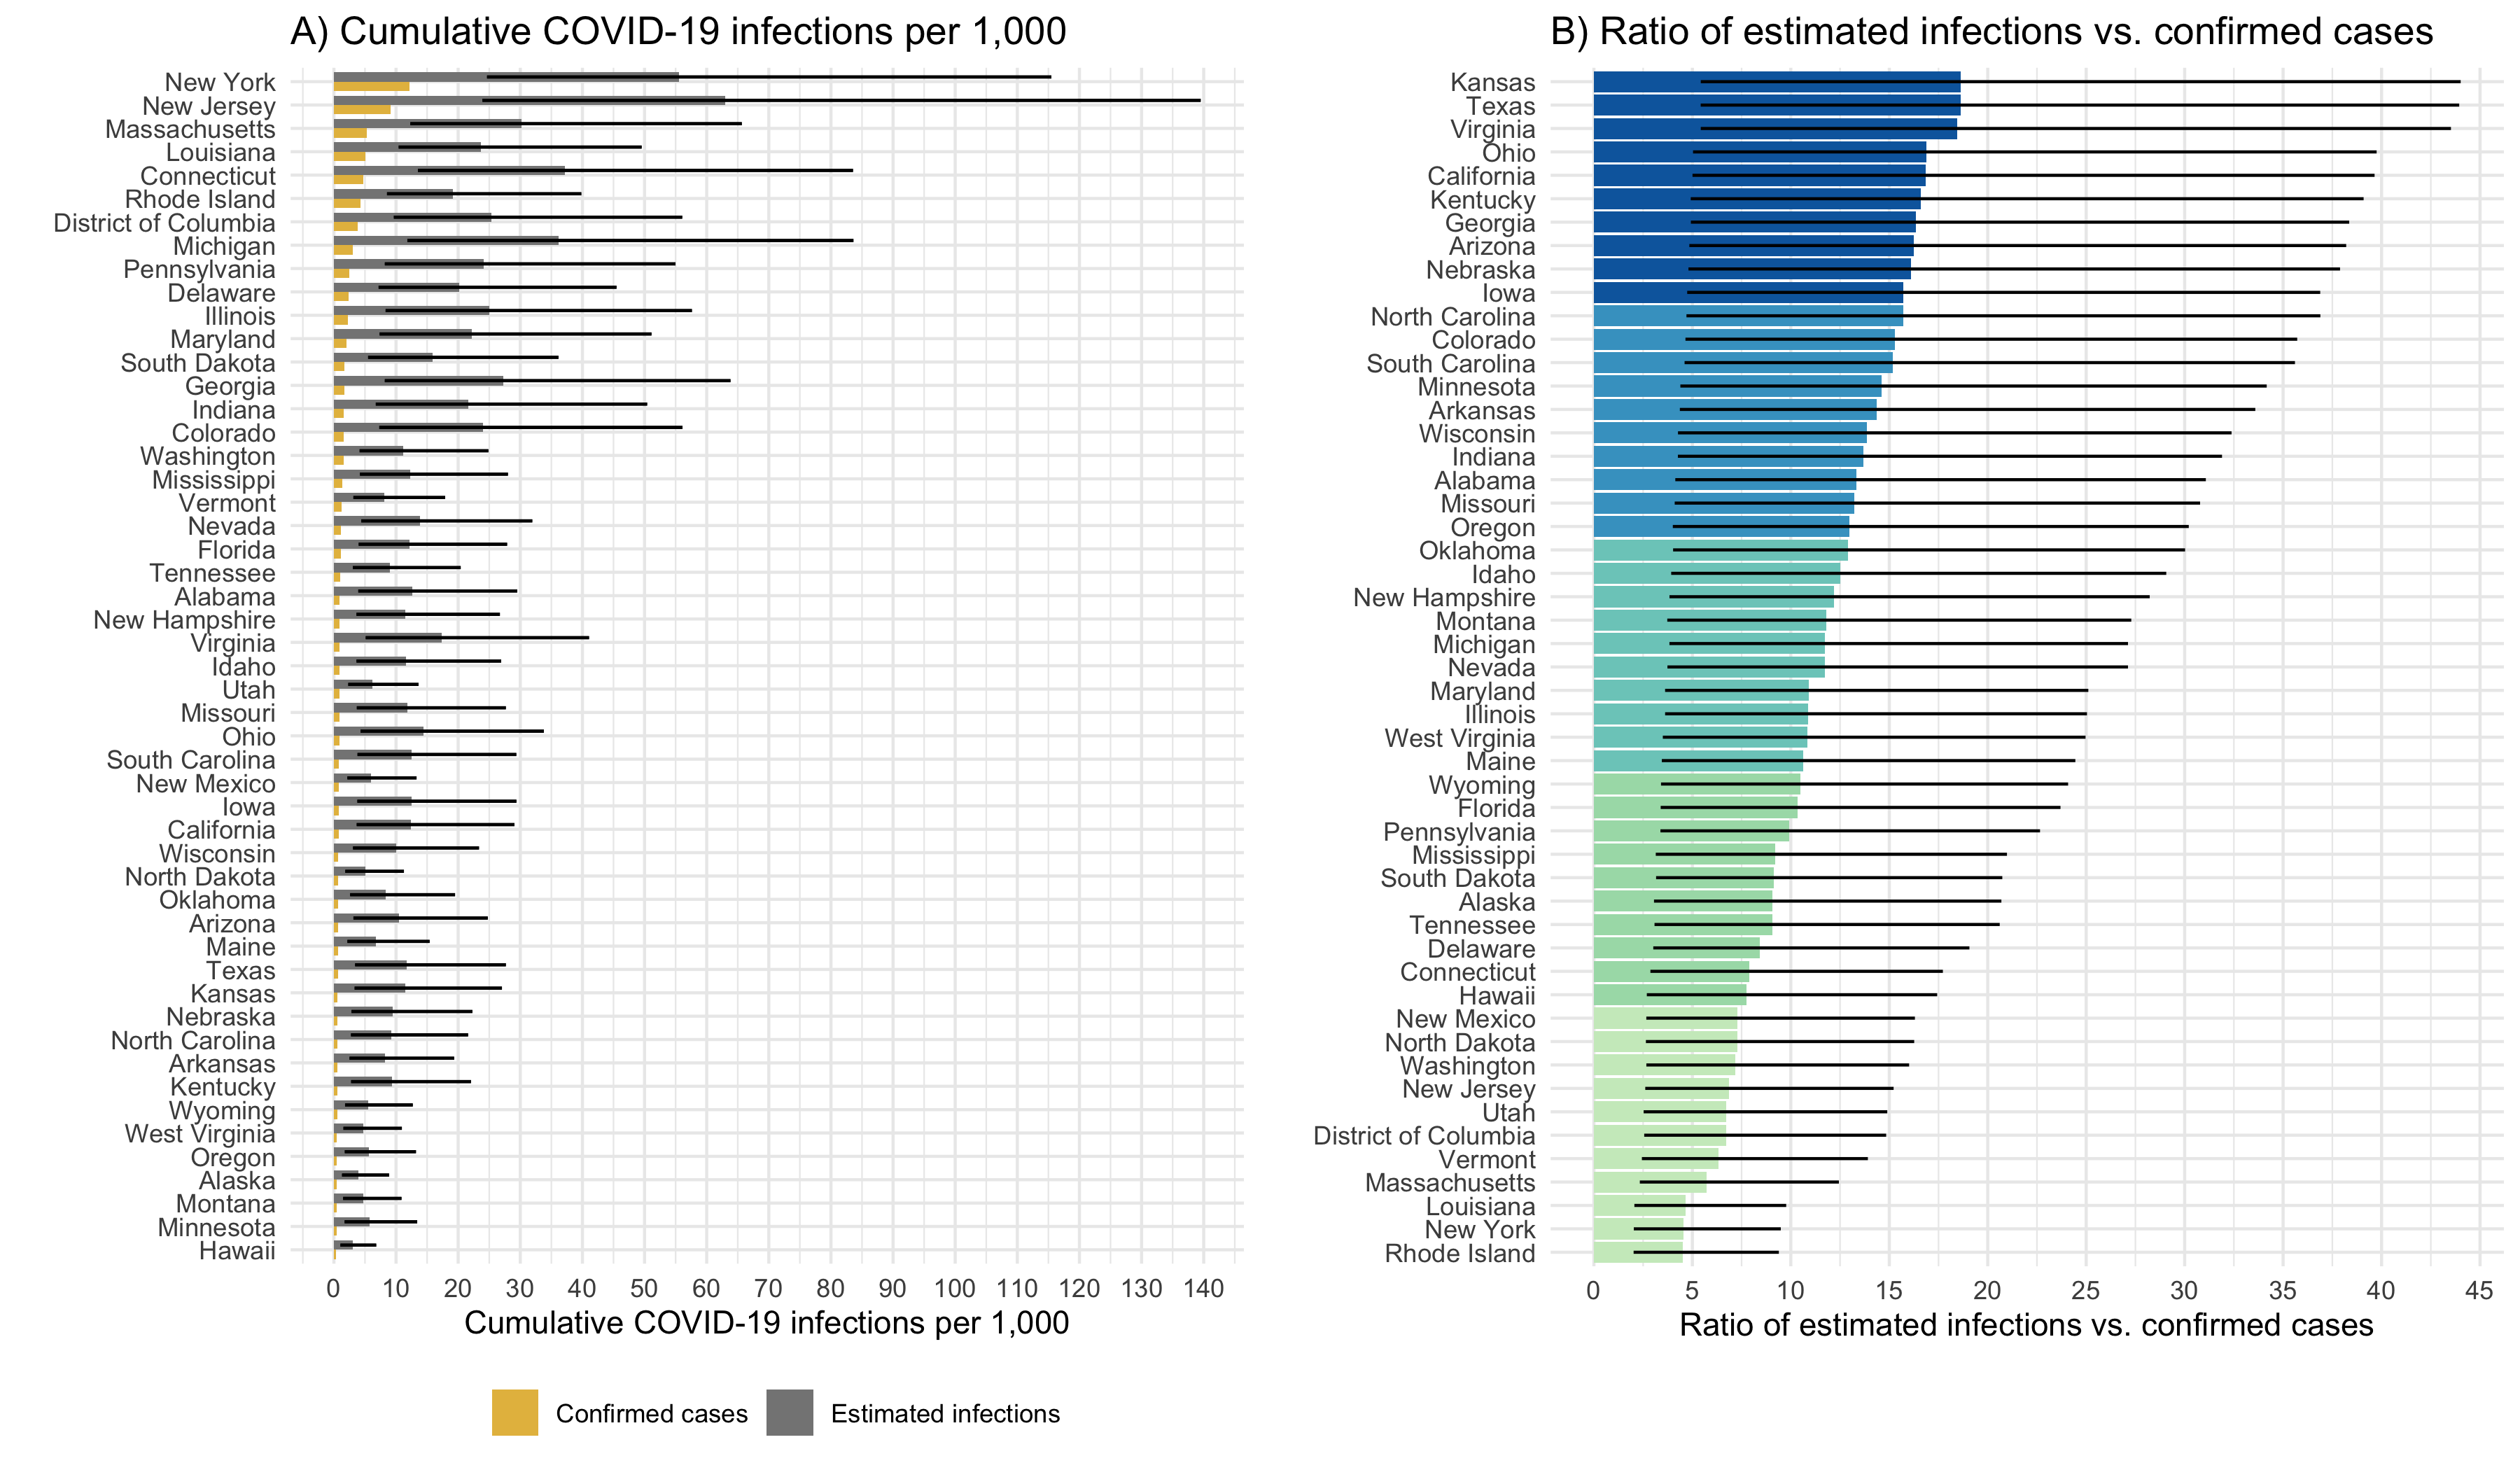 A) Cumulative COVID-19 infections per 1,000
New York
New Jersey
Massachusetts
Louisiana
Connecticut
Rhode Island
District of Columbia
Michigan
Pennsylvania
Delaware
Illinois
Maryland
South Dakota
Georgia
Indiana
Colorado
Washington
Mississippi
Vermont
Nevada
Florida
Tennessee
Alabama
New Hampshire
Virginia
Idaho
Utah
Missouri
Ohio
South Carolina
New Mexico
Iowa
California
Wisconsin
North Dakota
Oklahoma
Arizona
Maine
Texas
Kansas
Nebraska
North Carolina
Arkansas
Kentucky
Wyoming
West Virginia
Oregon
Alaska
Montana
Minnesota
Hawaii
0 10 20 30 40 50 60 70 80 90 100 110 120 130 140
Cumulative COVID-19 infections per 1,000
Confirmed cases Estimated infections
B) Ratio of estimated infections vs. confirmed cases
Kansas
Texas
Virginia
Ohio
California
Kentucky
Georgia
Arizona
Nebraska
Iowa
North Carolina
Colorado
South Carolina
Minnesota
Arkansas
Wisconsin
Indiana
Alabama
Missouri
Oregon
Oklahoma
Idaho
New Hampshire
Montana
Michigan
Nevada
Maryland
Illinois
West Virginia
Maine
Wyoming
Florida
Pennsylvania
Mississippi
South Dakota
Alaska
Tennessee
Delaware
Connecticut
Hawaii
New Mexico
North Dakota
Washington
New Jersey
Utah
District of Columbia
Vermont
Massachusetts
Louisiana
New York
Rhode Island
0 5 10 15 20 25 30 35 40 45
Ratio of estimated infections vs. confirmed cases